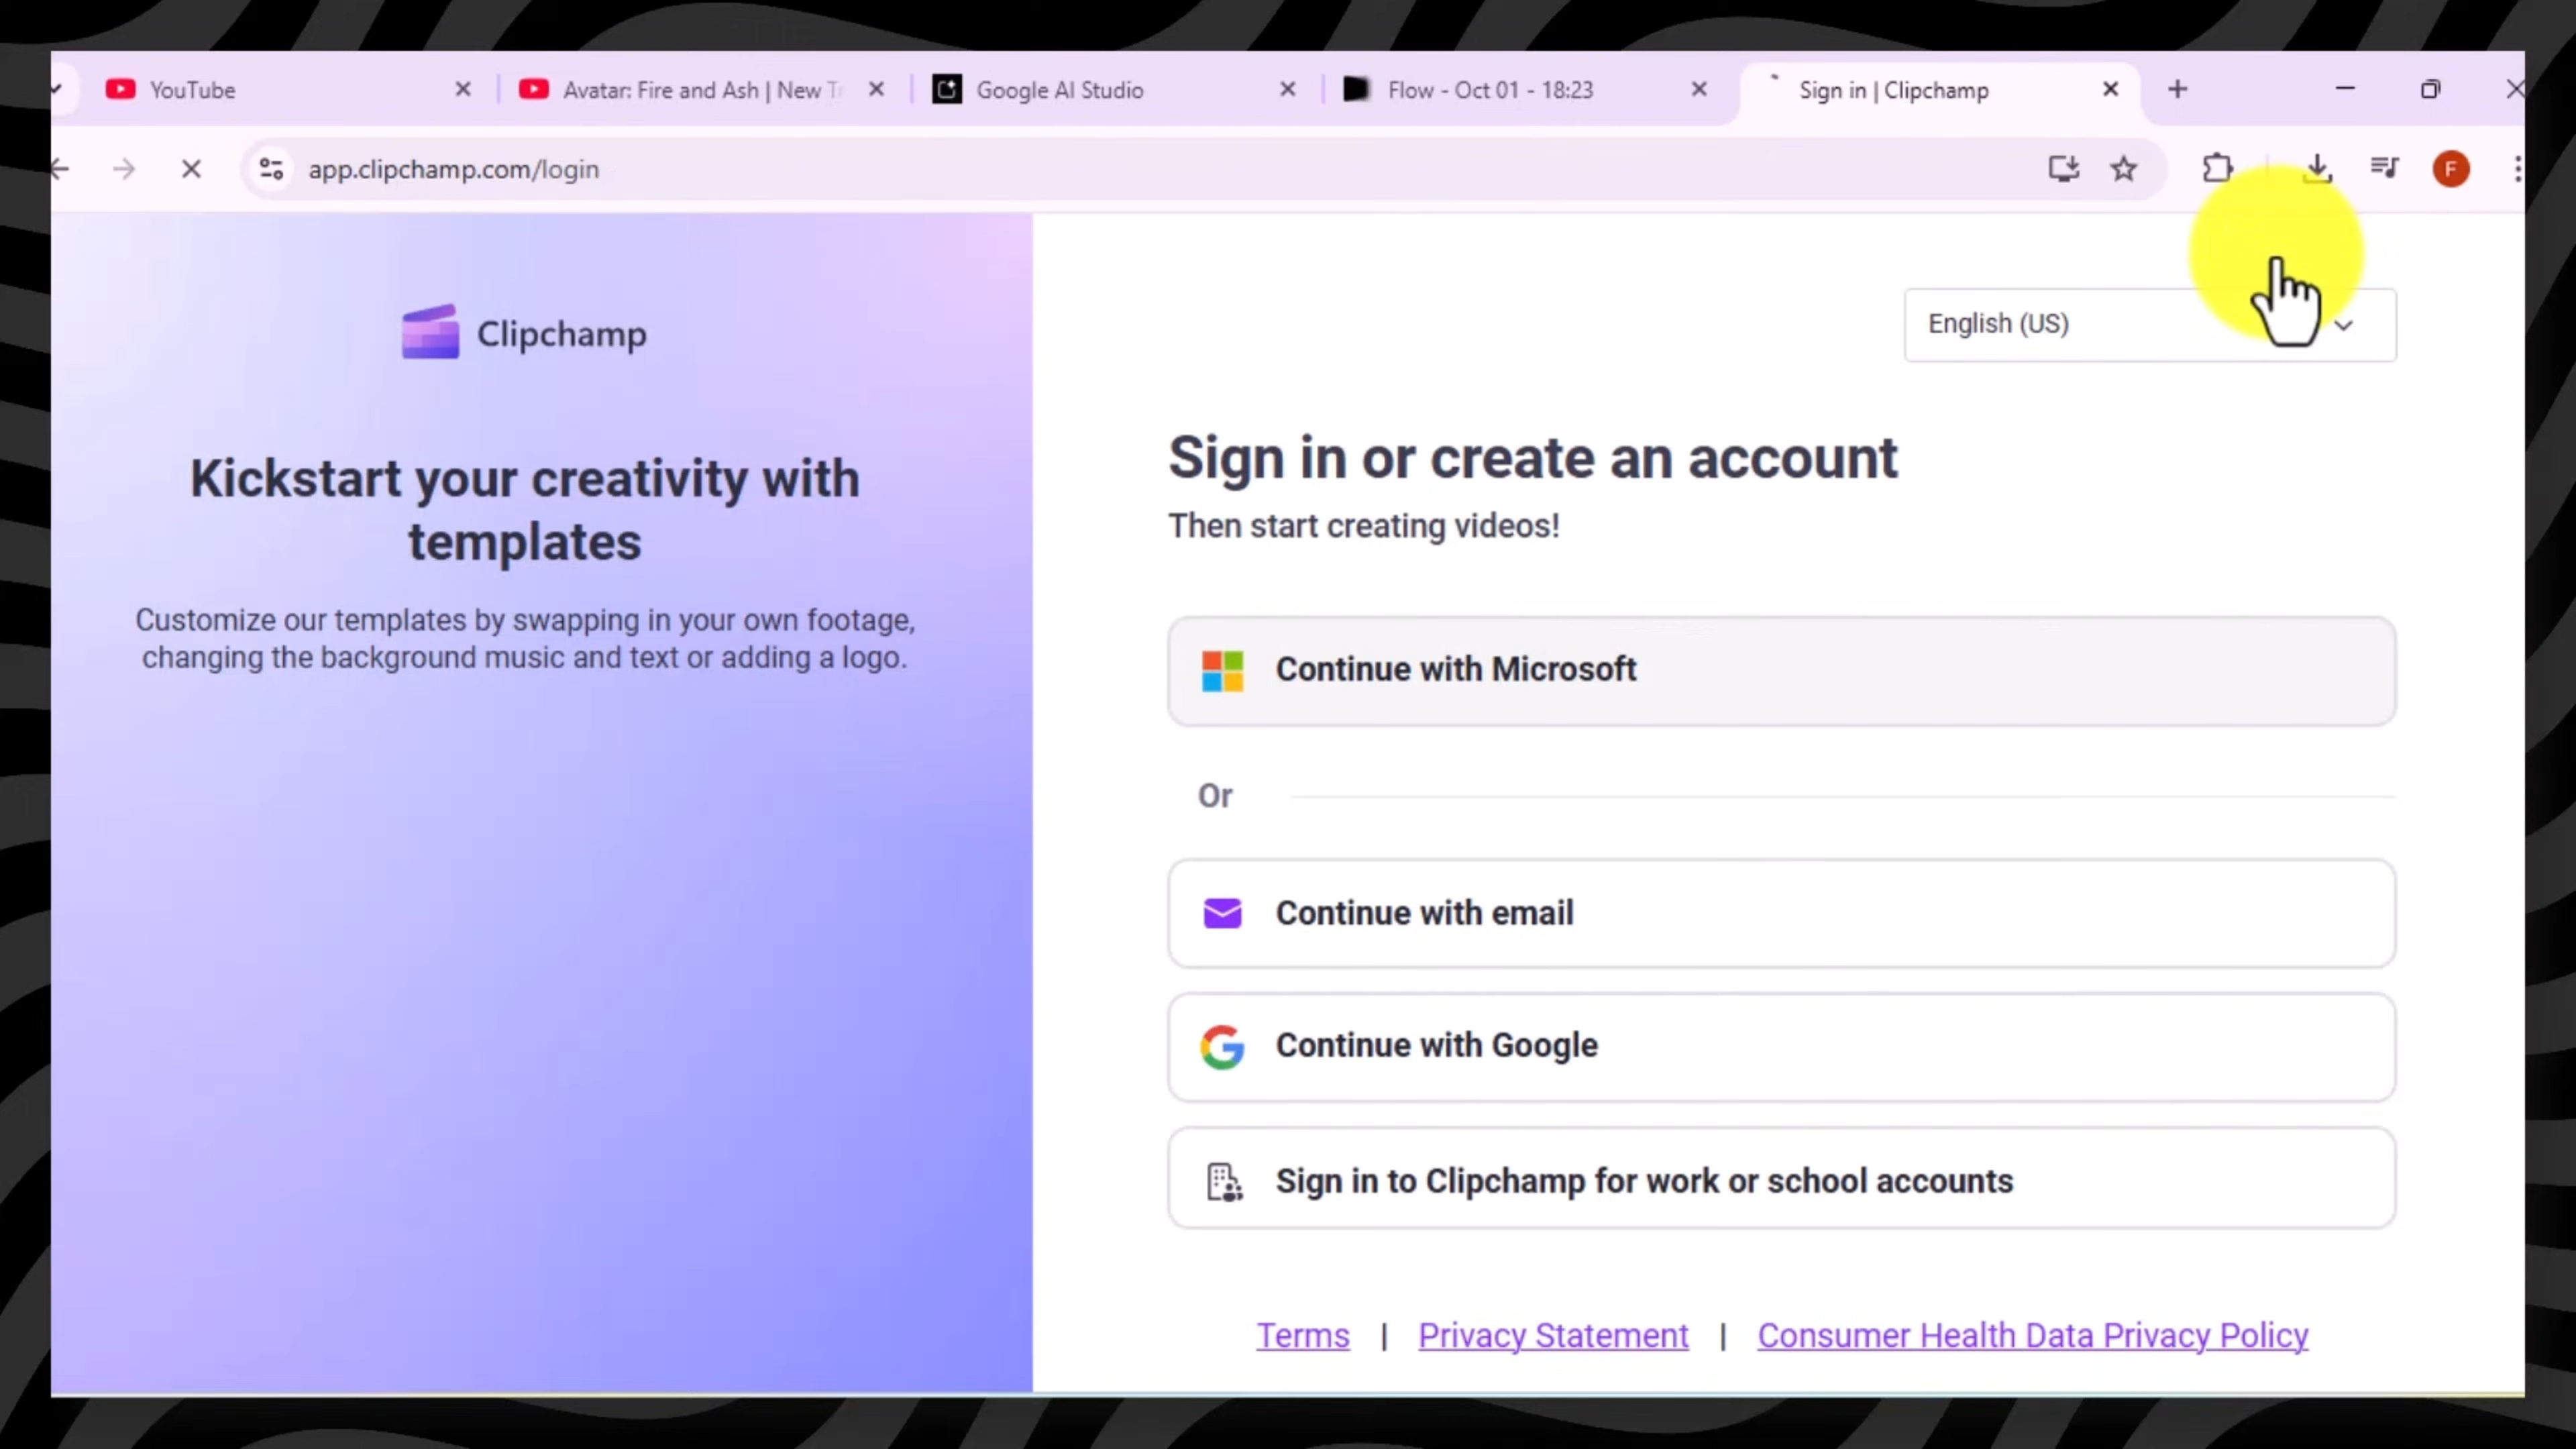 YouTube
Avatar: Fire and Ash | New
Google AI Studio
Flow - Oct 01 - 18:23
Sign in | Clipchamp
app.clipchamp.com/login
F
Clipchamp
Kickstart your creativity with
templates
Customize our templates by swapping in your own footage,
changing the background music and text or adding a logo.
English (US)
Sign in or create an account
Then start creating videos!
Continue with Microsoft
Or
Continue with email
Continue with Google
Sign in to Clipchamp for work or school accounts
Terms | Privacy Statement | Consumer Health Data Privacy Policy